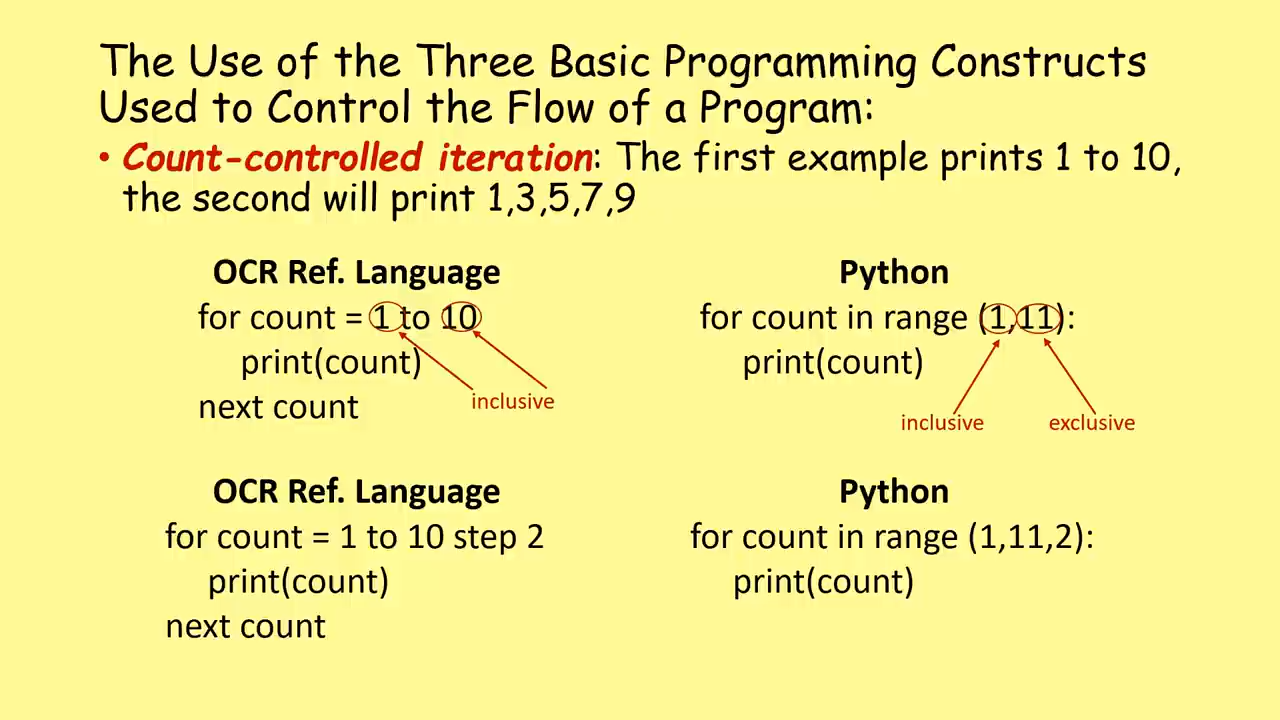 The Use of the Three Basic Programming Constructs
Used to Control the Flow of a Program:
• Count-controlled iteration: The first example prints 1 to 10,
the second will print 1,3,5,7,9
OCR Ref. Language
for count = 1 to 10
print(count)
next count
inclusive
Python
for count in range (1,11):
print(count)
inclusive
exclusive
OCR Ref. Language
for count = 1 to 10 step 2
print(count)
next count
Python
for count in range (1,11,2):
print(count)